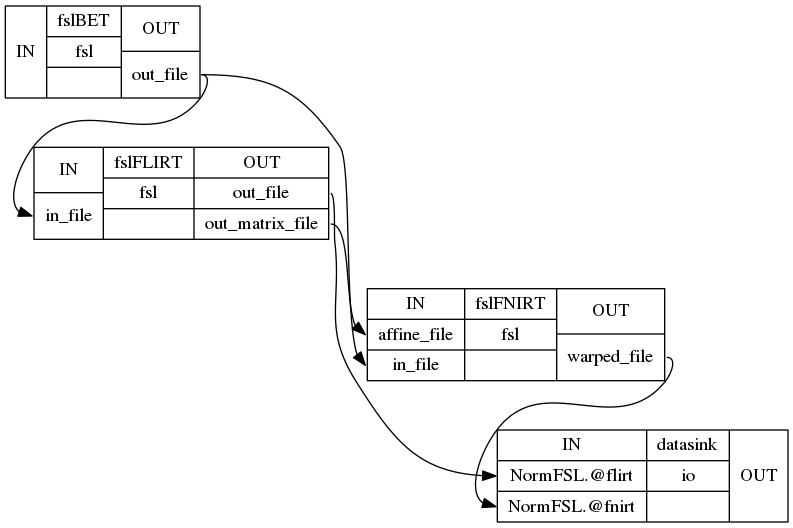 IN fslBET OUT
fsl
out_file
IN fslFLIRT OUT
fsl out_file
in_file
out_matrix_file
IN fslFNIRT OUT
affine_file fsl
in_file warped_file
IN datasink OUT
NormFSL.@flirt io
NormFSL.@fnirt